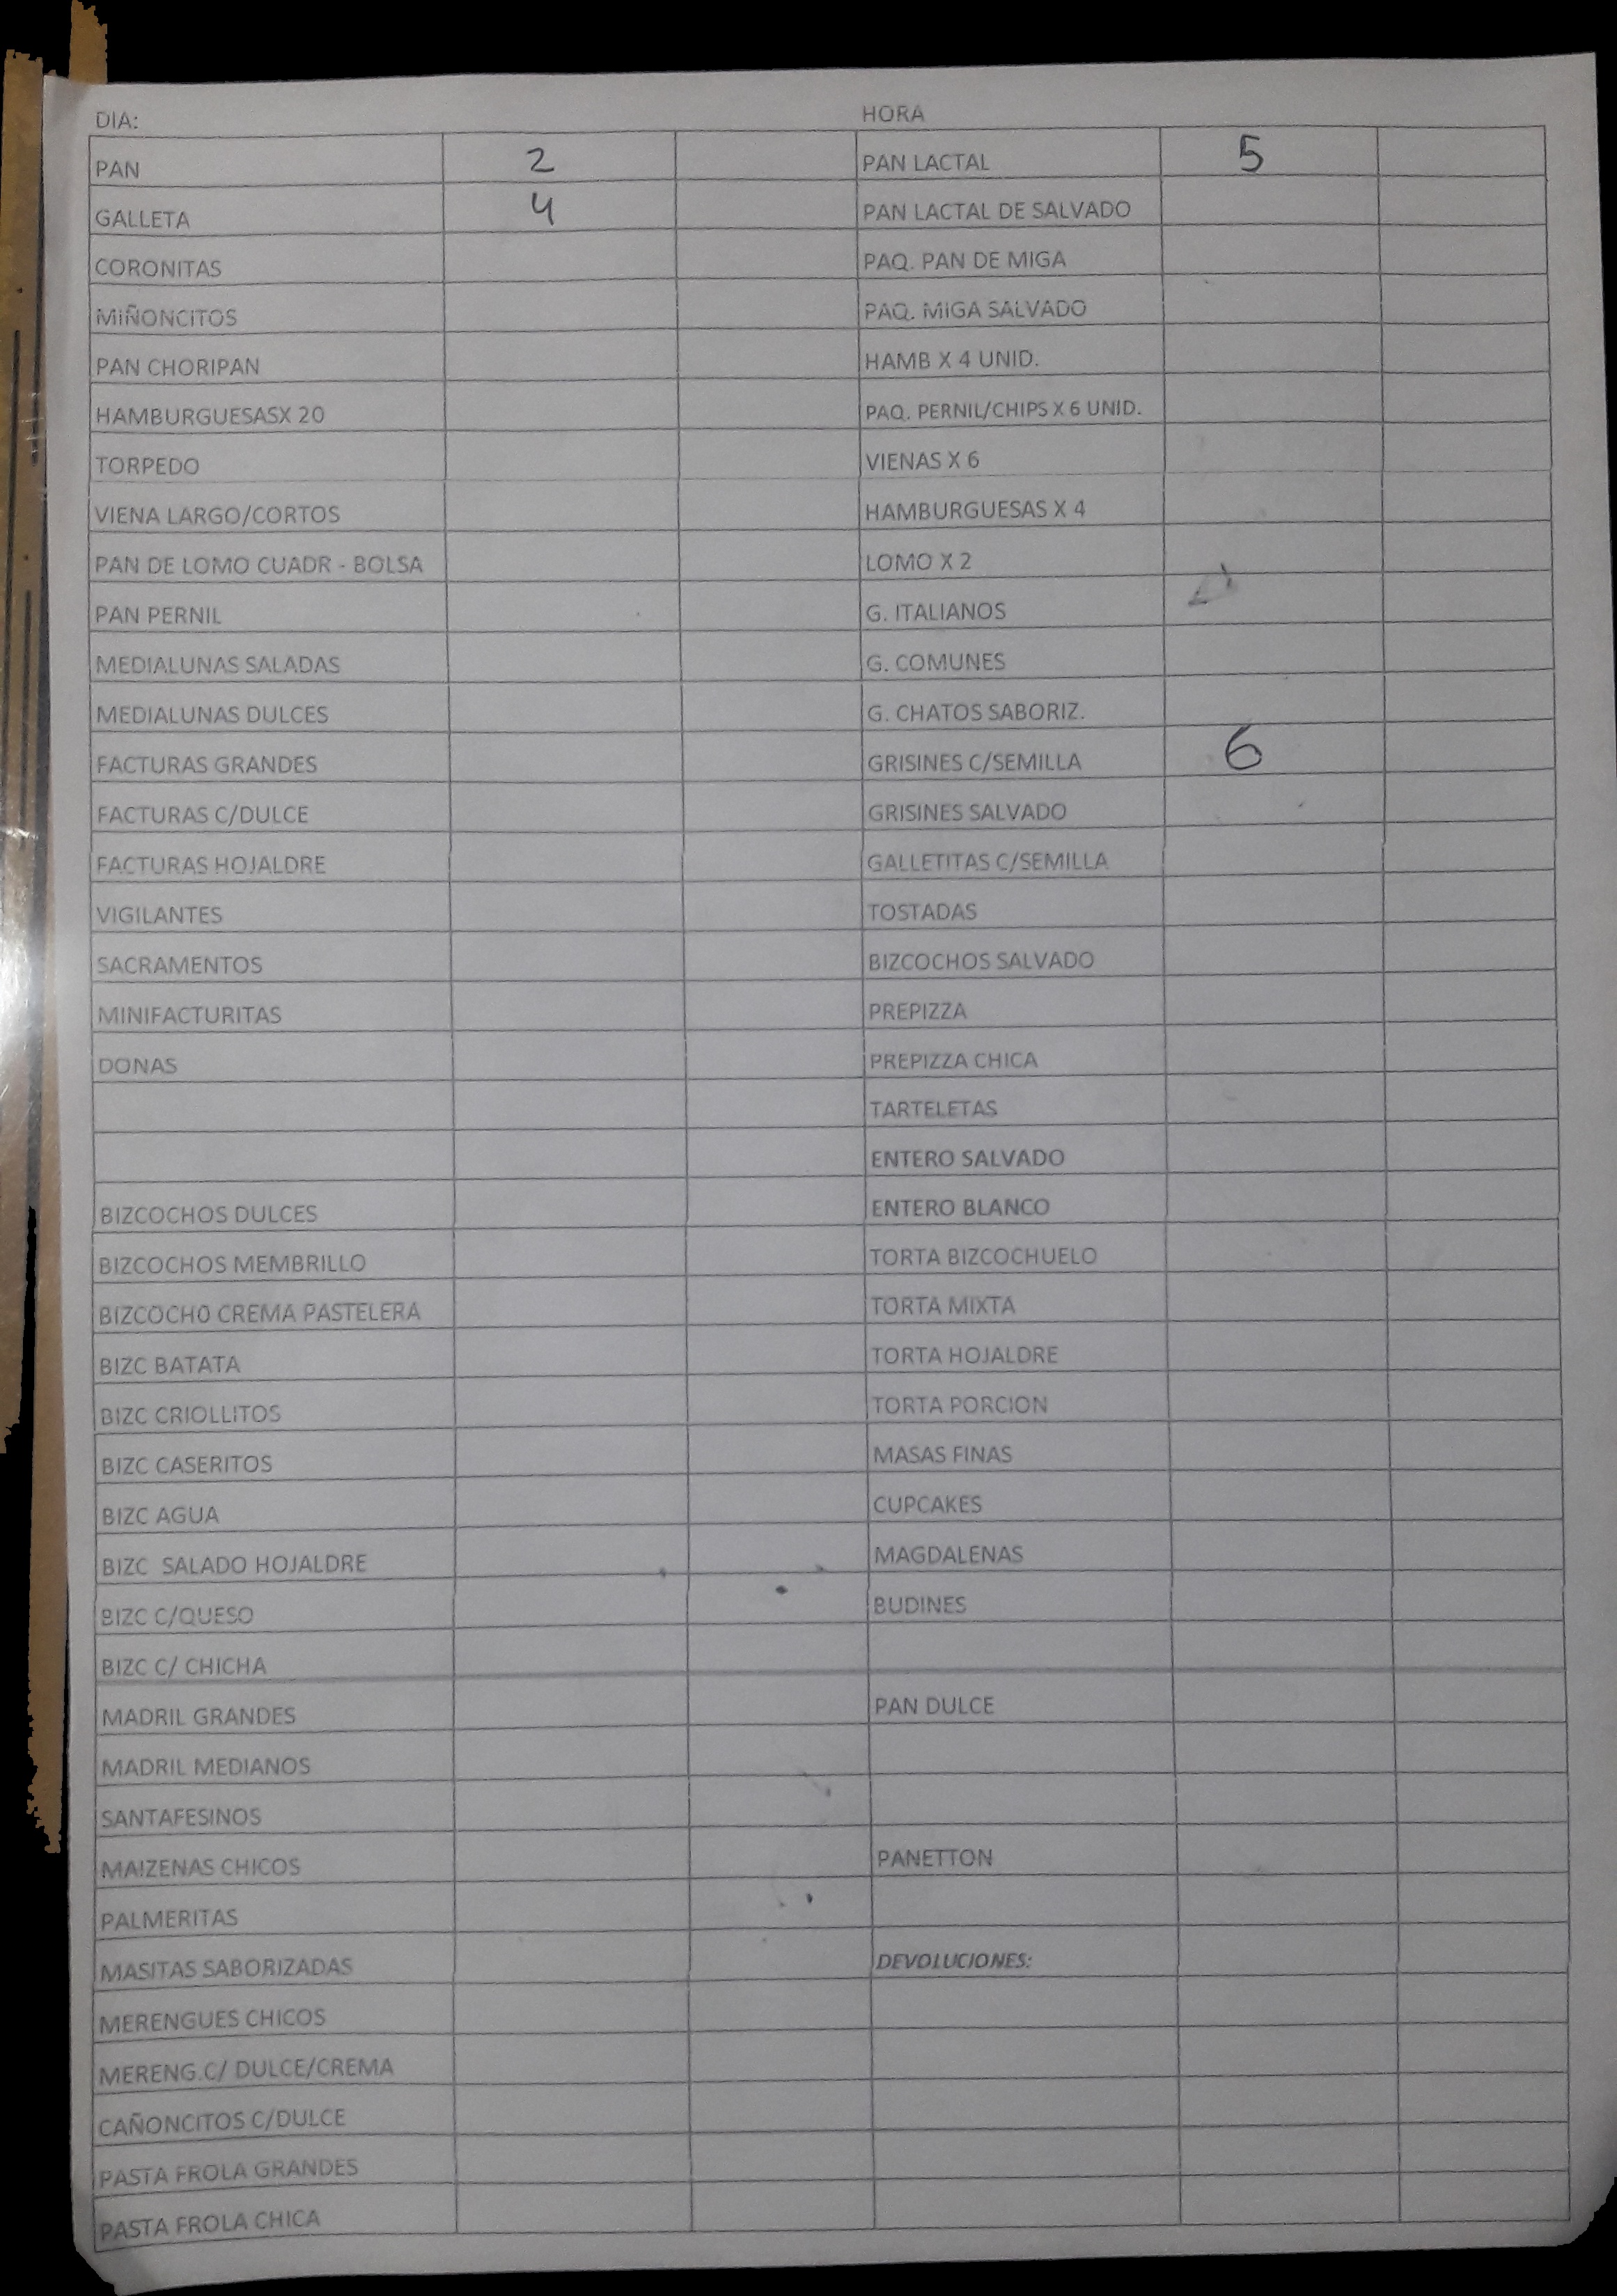 DIA: HORA
PAN 2 PAN LACTAL 5
GALLETA 4 PAN LACTAL DE SALVADO
CORONITAS PAQ. PAN DE MIGA
MIÑONCITOS PAQ. MIGA SALVADO
PAN CHORIPAN HAMB X 4 UNID.
HAMBURGUESASX 20 PAQ. PERNIL/CHIPS X 6 UNID.
TORPEDO VIENAS X 6
VIENA LARGO/CORTOS HAMBURGUESAS X 4
PAN DE LOMO CUADR - BOLSA LOMO X 2
PAN PERNIL G. ITALIANOS
MEDIALUNAS SALADAS G. COMUNES
MEDIALUNAS DULCES G. CHATOS SABORIZ.
FACTURAS GRANDES GRISINES C/SEMILLA 6
FACTURAS C/DULCE GRISINES SALVADO
FACTURAS HOJALDRE GALLETITAS C/SEMILLA
VIGILANTES TOSTADAS
SACRAMENTOS BIZCOCHOS SALVADO
MINIFACTURITAS PREPIZZA
DONAS PREPIZZA CHICA
TARTELETAS
ENTERO SALVADO
BIZCOCHOS DULCES ENTERO BLANCO
BIZCOCHOS MEMBRILLO TORTA BIZCOCHUELO
BIZCOCHO CREMA PASTELERA TORTA MIXTA
BIZC BATATA TORTA HOJALDRE
BIZC CRIOLLITOS TORTA PORCION
BIZC CASERITOS MASAS FINAS
BIZC AGUA CUPCAKES
BIZC SALADO HOJALDRE MAGDALENAS
BIZC C/QUESO BUDINES
BIZC C/ CHICHA
MADRIL GRANDES PAN DULCE
MADRIL MEDIANOS
SANTAFESINOS
MAIZENAS CHICOS PANETTON
PALMERITAS
MASITAS SABORIZADAS DEVOLUCIONES:
MERENGUES CHICOS
MERENG.C/ DULCE/CREMA
CAÑONCITOS C/DULCE
PASTA FROLA GRANDES
PASTA FROLA CHICA